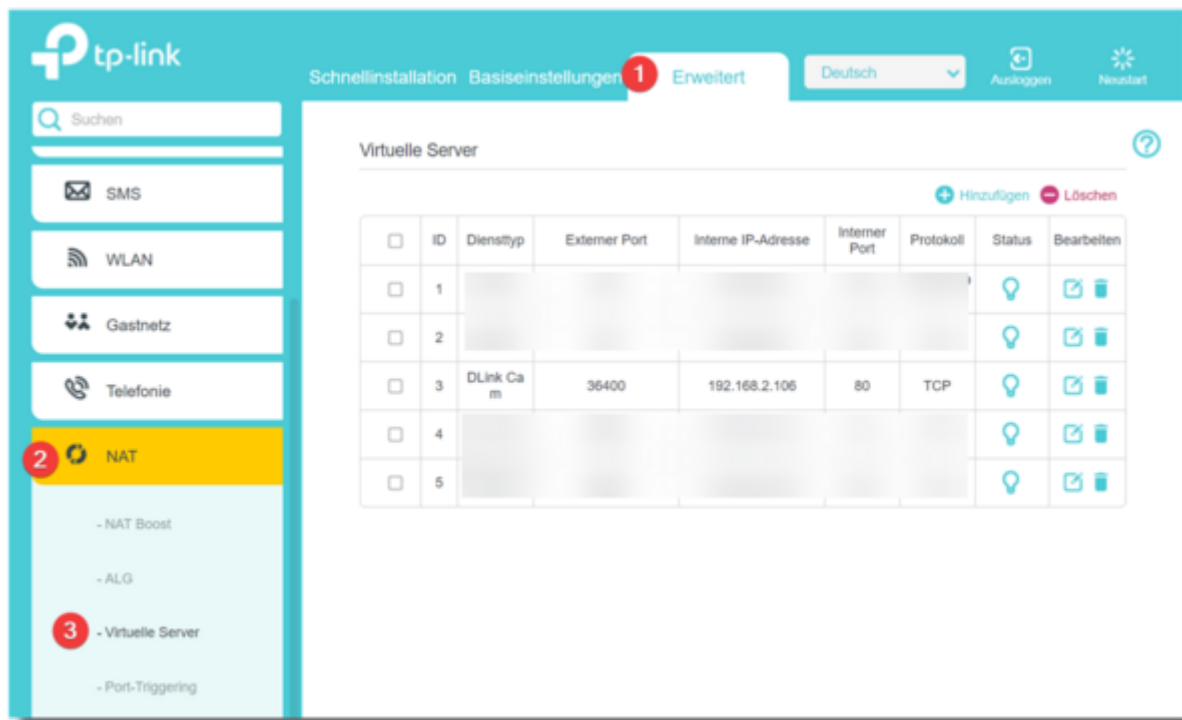 tp-link
Schnellinstallation Basiseinstellungen 1 Erweitert Deutsch Ausloggen Neustart
Suchen
SMS
WLAN
Gastnetz
Telefonie
2 NAT
- NAT Boost
- ALG
3 - Virtuelle Server
- Port-Triggering
Virtuelle Server
Hinzufügen Löschen
ID Diensttyp Externer Port Interne IP-Adresse Interner Port Protokoll Status Bearbeiten
1
2
3 DLink Cam 36400 192.168.2.106 80 TCP
4
5